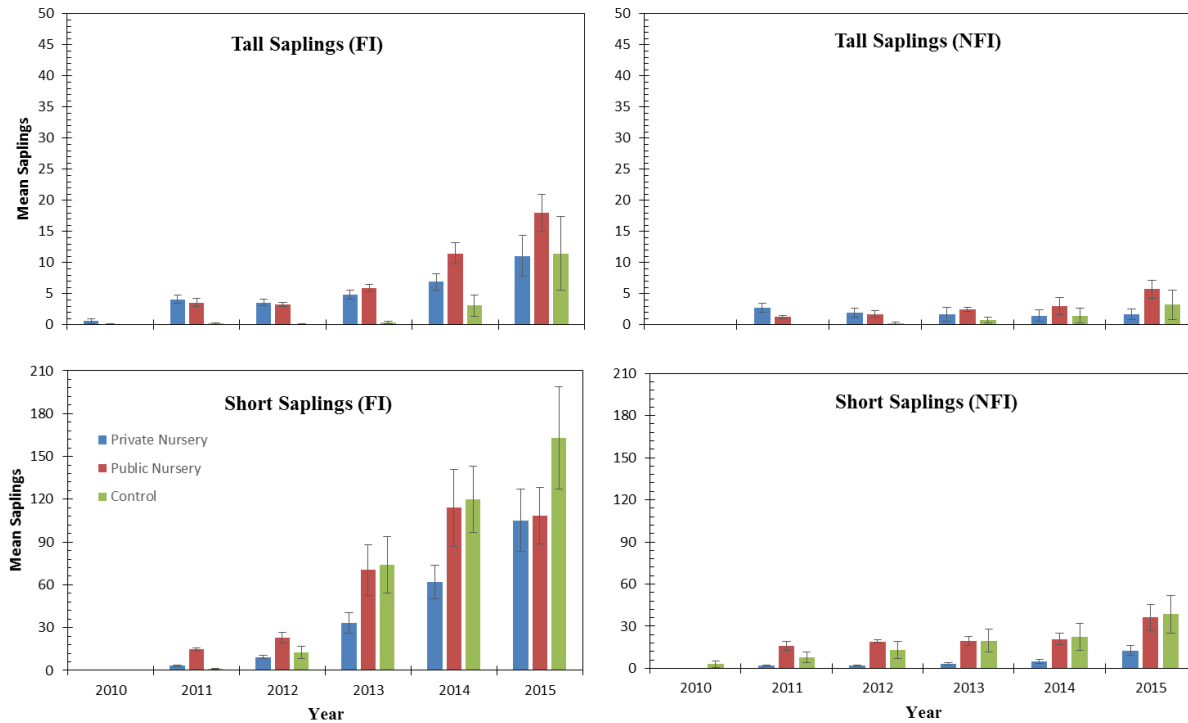 Tall Saplings (FI)
Mean Saplings
50
45
40
35
30
25
20
15
10
5
0
Tall Saplings (NFI)
50
45
40
35
30
25
20
15
10
5
0
Short Saplings (FI)
Mean Saplings
210
180
150
120
90
60
30
0
Private Nursery
Public Nursery
Control
2010 2011 2012 2013 2014 2015
Year
Short Saplings (NFI)
210
180
150
120
90
60
30
0
2010 2011 2012 2013 2014 2015
Year